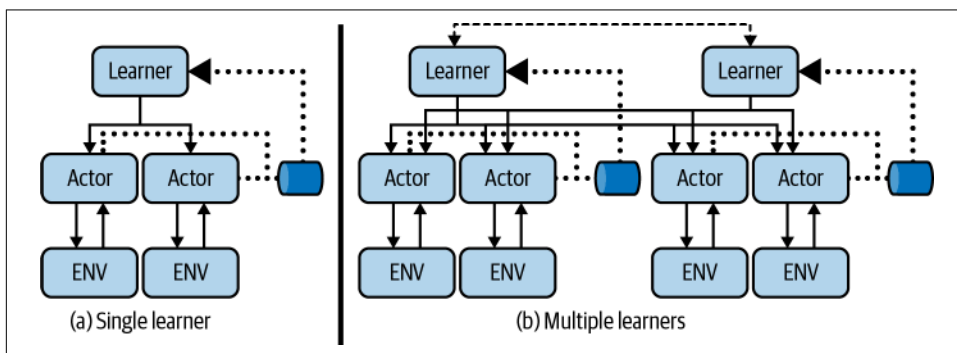 Learner
Actor Actor
ENV ENV
(a) Single learner
Learner Learner
Actor Actor Actor Actor
ENV ENV ENV ENV
(b) Multiple learners